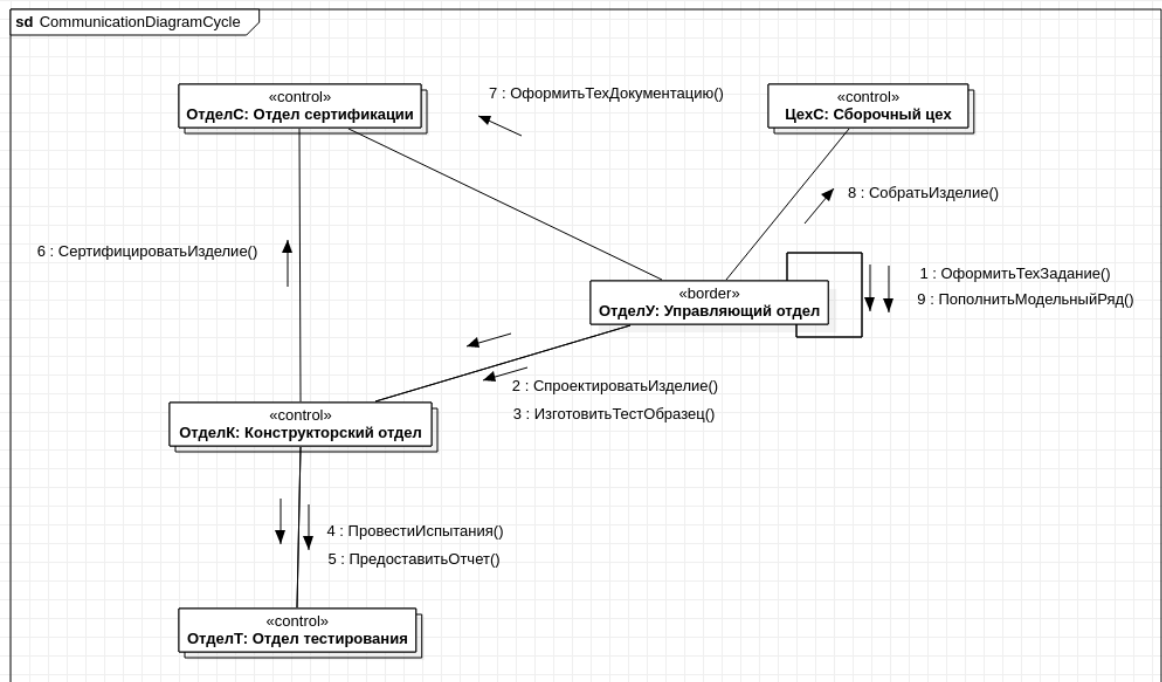 sd CommunicationDiagramCycle
«control»
ОтделС: Отдел сертификации
7 : ОформитьТехДокументацию()
«control»
ЦехС: Сборочный цех
8 : СобратьИзделие()
6 : СертифицироватьИзделие()
«border»
ОтделУ: Управляющий отдел
1 : ОформитьТехЗадание()
9 : ПополнитьМодельныйРяд()
2 : СпроектироватьИзделие()
3 : ИзготовитьТестОбразец()
«control»
ОтделК: Конструкторский отдел
4 : ПровестиИспытания()
5 : ПредоставитьОтчет()
«control»
ОтделТ: Отдел тестирования